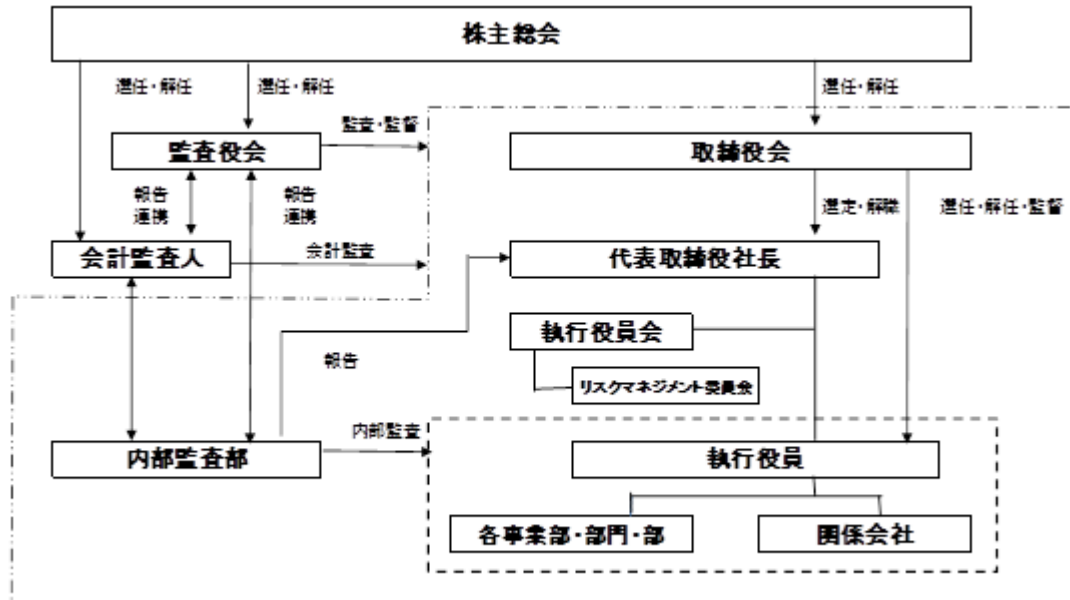 株主総会
選任・解任
選任・解任
選任・解任
監査・監督
監査役会
取締役会
報告
連携
報告
連携
選定・解職
選任・解任・監督
会計監査人
会計監査
代表取締役社長
執行役員会
報告
リスクマネジメント委員会
内部監査
内部監査部
執行役員
各事業部・部門・部
関係会社